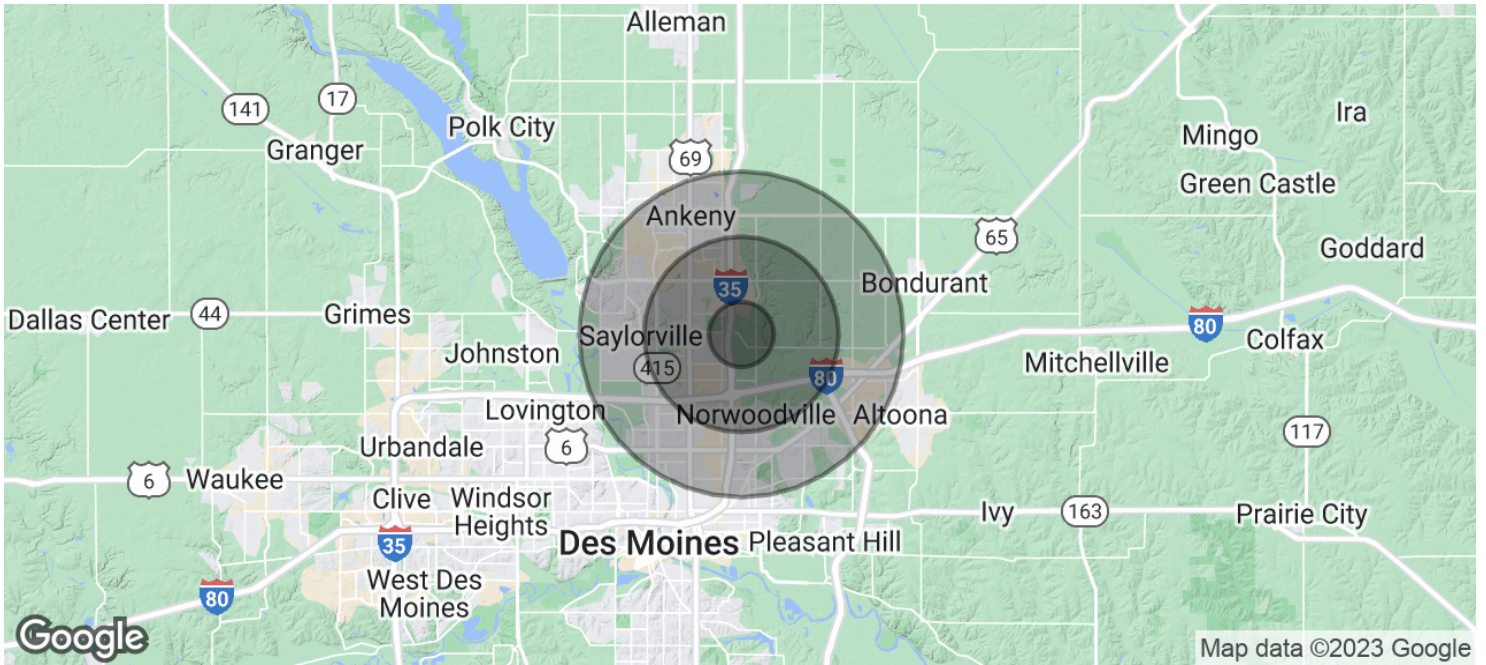 Alleman
141
17
Polk City
Granger
69
Ira
Mingo
Green Castle
Ankeny
65
Goddard
35
Bondurant
Dallas Center
44
Grimes
Saylorville
80
Colfax
Johnston
415
80
Mitchellville
Lovington
Norwoodville
Altoona
117
Urbandale
6
6
Waukee
Clive
Windsor
Heights
Ivy
163
Prairie City
35
Des Moines
Pleasant Hill
80
West Des
Moines
Google
Map data ©2023 Google